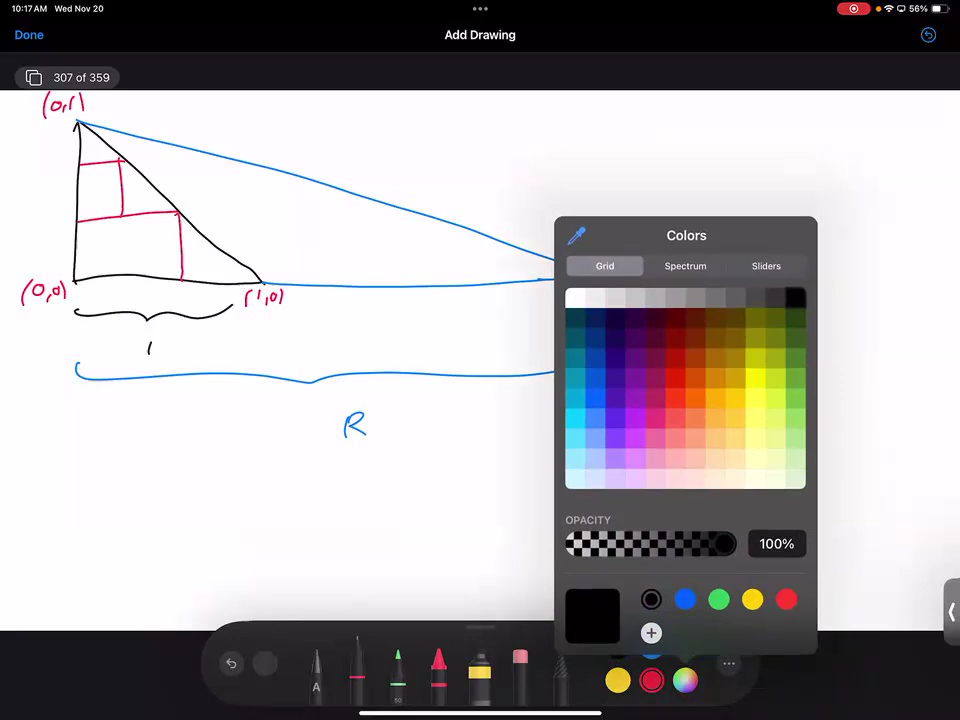 10:17 AM Wed Nov 20
56%
Done
Add Drawing
307 of 359
(0,1)
(0,0)
(1,0)
1
R
Colors
Grid
Spectrum
Sliders
OPACITY
100%
A
50